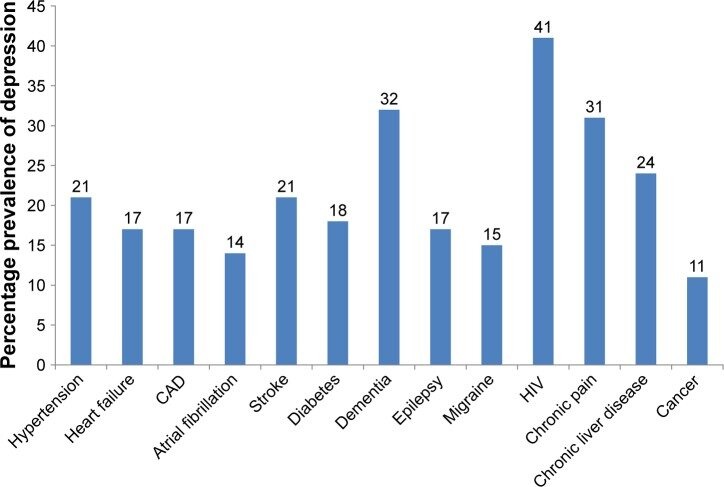 Percentage prevalence of depression
45
40
35
30
25
20
15
10
5
0
21
17
17
14
21
18
32
17
15
41
31
24
11
Hypertension
Heart failure
CAD
Atrial fibrillation
Stroke
Diabetes
Dementia
Epilepsy
Migraine
HIV
Chronic pain
Chronic liver disease
Cancer